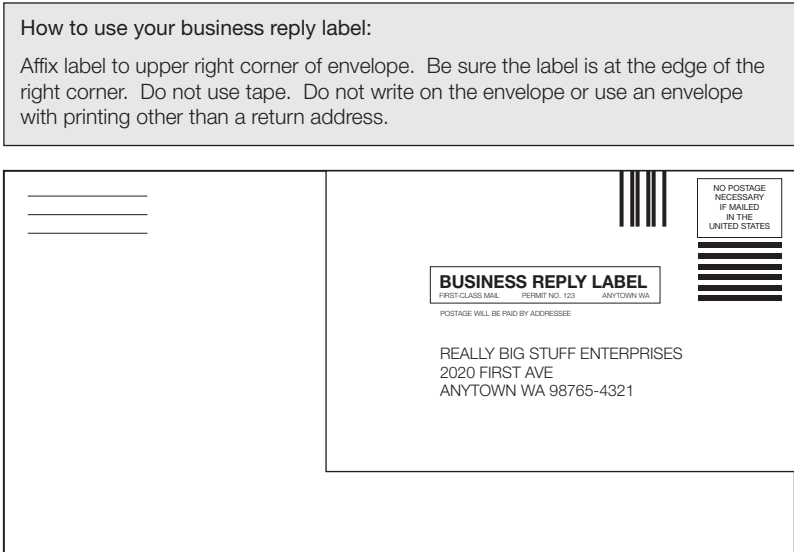 How to use your business reply label:
Affix label to upper right corner of envelope.  Be sure the label is at the edge of the
right corner.  Do not use tape.  Do not write on the envelope or use an envelope
with printing other than a return address.
NO POSTAGE
NECESSARY
IF MAILED
IN THE
UNITED STATES
BUSINESS REPLY LABEL
FIRST-CLASS MAIL PERMIT NO. 123 ANYTOWN WA
POSTAGE WILL BE PAID BY ADDRESSEE
REALLY BIG STUFF ENTERPRISES
2020 FIRST AVE
ANYTOWN WA 98765-4321